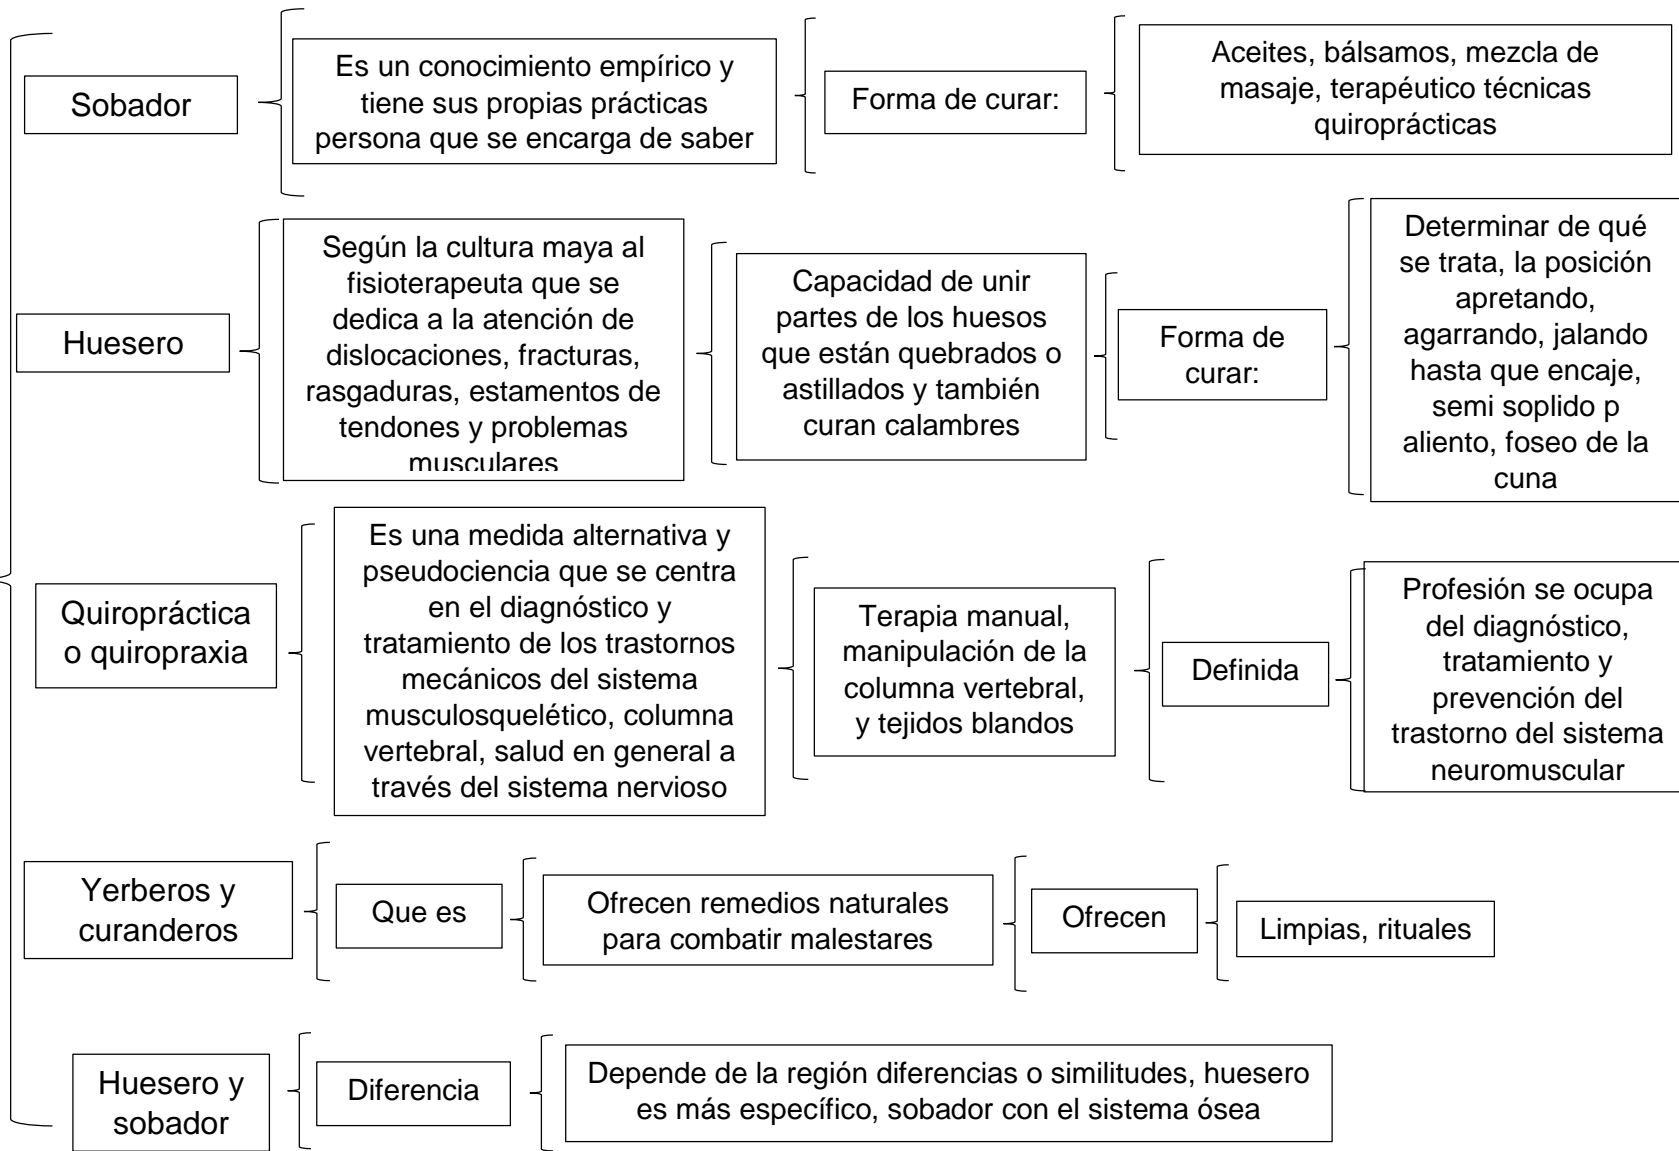 Sobador
Es un conocimiento empírico y
tiene sus propias prácticas
persona que se encarga de saber
Forma de curar:
Aceites, bálsamos, mezcla de
masaje, terapéutico técnicas
quiroprácticas
Huesero
Según la cultura maya al
fisioterapeuta que se
dedica a la atención de
dislocaciones, fracturas,
rasgaduras, estamentos de
tendones y problemas
musculares
Capacidad de unir
partes de los huesos
que están quebrados o
astillados y también
curan calambres
Forma de
curar:
Determinar de qué
se trata, la posición
apretando,
agarrando, jalando
hasta que encaje,
semi soplido p
aliento, foseo de la
cuna
Quiropráctica
o quiropraxia
Es una medida alternativa y
pseudociencia que se centra
en el diagnóstico y
tratamiento de los trastornos
mecánicos del sistema
musculosquelético, columna
vertebral, salud en general a
través del sistema nervioso
Terapia manual,
manipulación de la
columna vertebral,
y tejidos blandos
Definida
Profesión se ocupa
del diagnóstico,
tratamiento y
prevención del
trastorno del sistema
neuromuscular
Yerberos y
curanderos
Que es
Ofrecen remedios naturales
para combatir malestares
Ofrecen
Limpias, rituales
Huesero y
sobador
Diferencia
Depende de la región diferencias o similitudes, huesero
es más específico, sobador con el sistema ósea